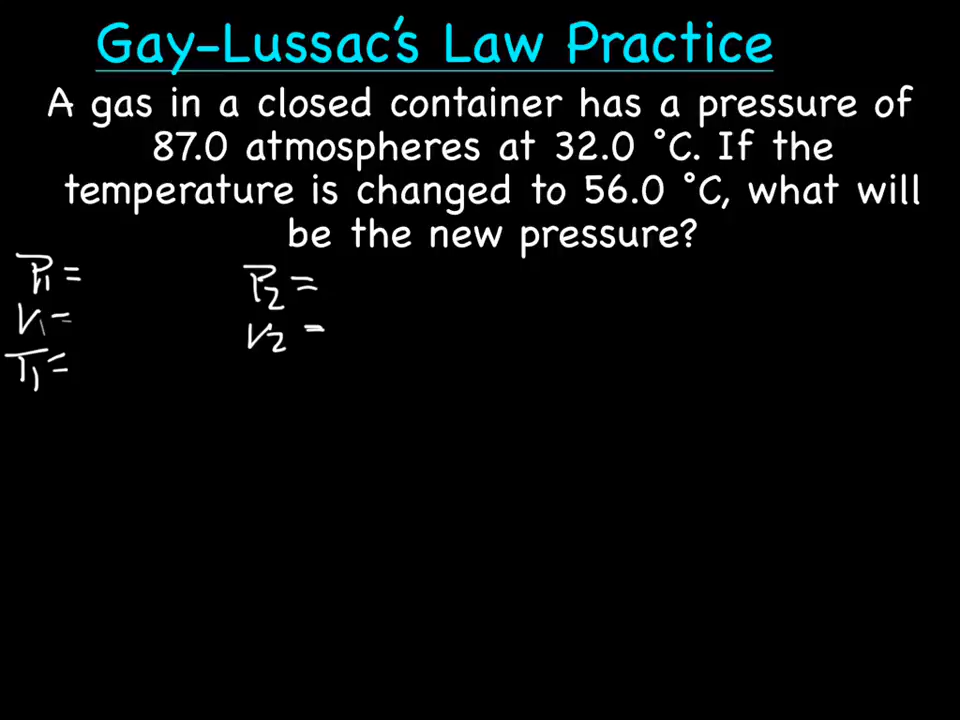 Gay-Lussac's Law Practice
A gas in a closed container has a pressure of
87.0 atmospheres at 32.0 °C. If the
temperature is changed to 56.0 °C, what will
be the new pressure?
P1 =
P2 =
V1 =
V2 =
T1 =